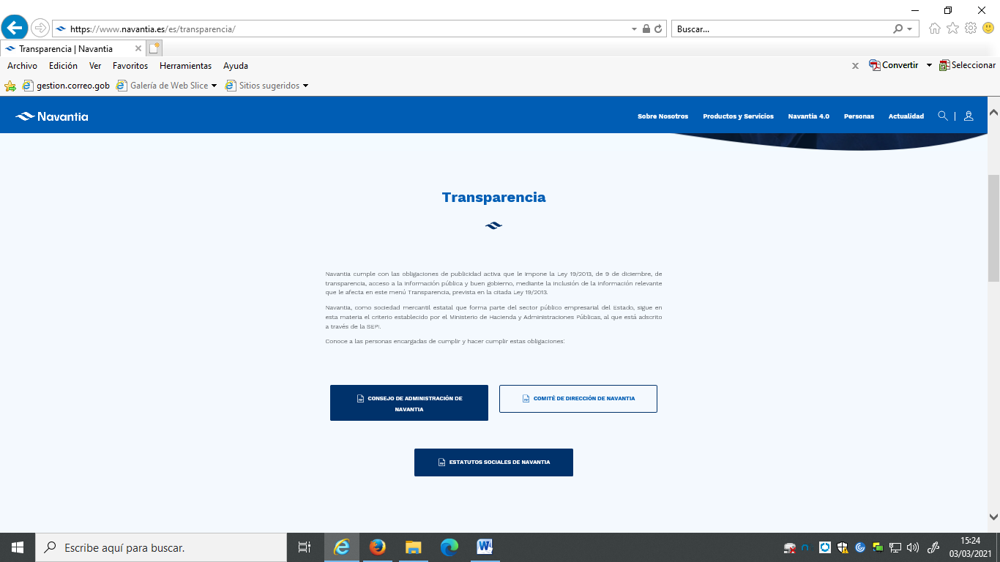 https://www.navantia.es/es/transparencia/
Buscar...
Transparencia | Navantia
Archivo Edición Ver Favoritos Herramientas Ayuda
Convertir Seleccionar
gestion.correo.gob Galería de Web Slice Sitios sugeridos
Navantia
Sobre Nosotros Productos y Servicios Navantia 4.0 Personas Actualidad
Transparencia
Navantia cumple con las obligaciones de publicidad activa que le impone la Ley 19/2013, de 9 de diciembre, de
transparencia, acceso a la información pública y buen gobierno, mediante la inclusión de la información relevante
que le afecta en este menú Transparencia, prevista en la citada Ley 19/2013.
Navantia, como sociedad mercantil estatal que forma parte del sector público empresarial del Estado, sigue en
esta materia el criterio establecido por el Ministerio de Hacienda y Administraciones Públicas, al que está adscrito
a través de la SEPI.
Conoce a las personas encargadas de cumplir y hacer cumplir estas obligaciones:
CONSEJO DE ADMINISTRACIÓN DE
NAVANTIA
COMITÉ DE DIRECCIÓN DE NAVANTIA
ESTATUTOS SOCIALES DE NAVANTIA
Escribe aquí para buscar.
15:24
03/03/2021